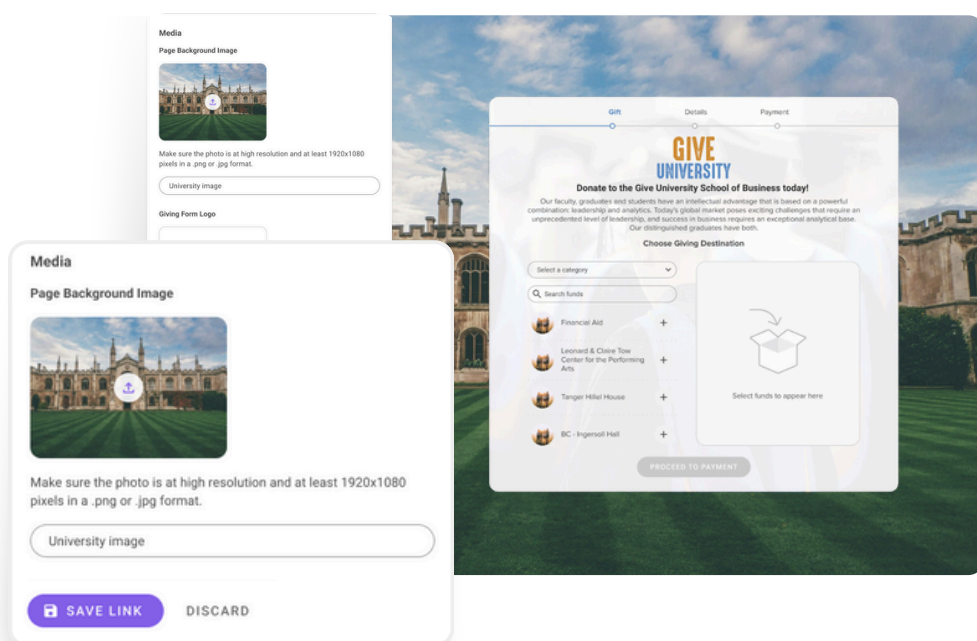 Media
Page Background Image
Make sure the photo is at high resolution and at least 1920x1080
pixels in a .png or .jpg format.
University image
Giving Form Logo
Media
Page Background Image
Make sure the photo is at high resolution and at least 1920x1080
pixels in a .png or .jpg format.
University image
SAVE LINK
DISCARD
Gift
Details
Payment
GIVE
UNIVERSITY
Donate to the Give University School of Business today!
Our faculty, graduates and students have an intellectual advantage that is based on a powerful
combination: leadership and analytics. Today's global market poses exciting challenges that require an
unprecedented level of leadership, and success in business requires an exceptional analytical base.
Our distinguished graduates have both.
Choose Giving Destination
Select a category
Search funds
Financial Aid
Leonard & Claire Tow
Center for the Performing
Arts
Tanger Hillel House
BC - Ingersoll Hall
Select funds to appear here
PROCEED TO PAYMENT